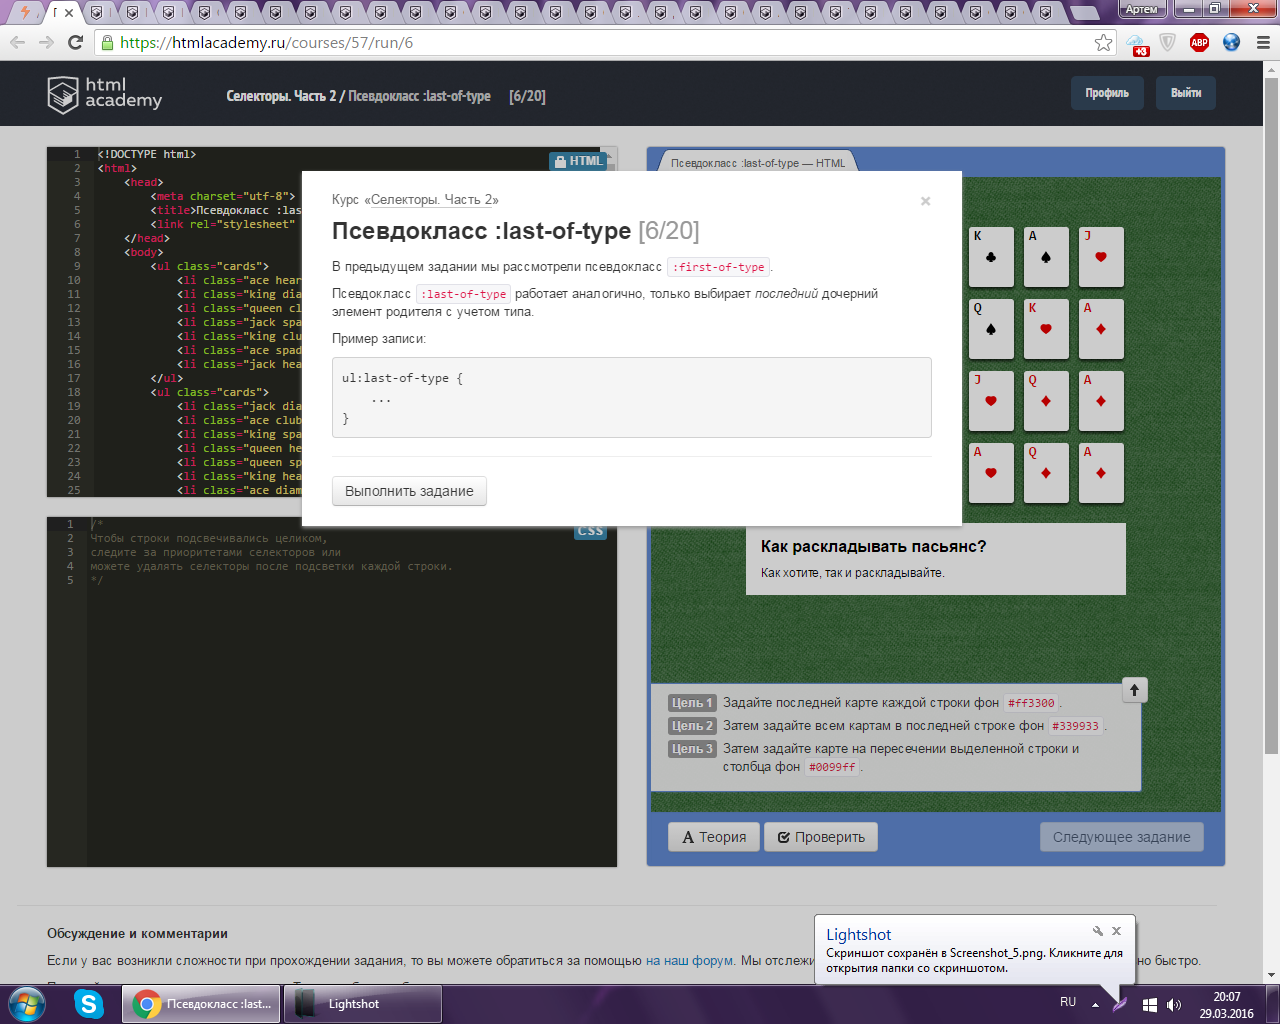 Артем
https://htmlacademy.ru/courses/57/run/6
+3
ABP
html
academy
Селекторы. Часть 2 / Псевдокласс :last-of-type [6/20]
Профиль
Выйти
1 <!DOCTYPE html>
HTML
2 <html>
3 <head>
4 <meta charset="utf-8">
5 <title>Псевдокласс :las
6 <link rel="stylesheet"
7 </head>
8 <body>
9 <ul class="cards">
10 <li class="ace hear
11 <li class="king dia
12 <li class="queen cl
13 <li class="jack spa
14 <li class="king clu
15 <li class="ace spad
16 <li class="jack hea
17 </ul>
18 <ul class="cards">
19 <li class="jack dia
20 <li class="ace club
21 <li class="king spa
22 <li class="queen he
23 <li class="queen sp
24 <li class="king hea
25 <li class="ace diam
Псевдокласс :last-of-type — HTML
Курс «Селекторы. Часть 2»
×
Псевдокласс :last-of-type [6/20]
В предыдущем задании мы рассмотрели псевдокласс :first-of-type.
Псевдокласс :last-of-type работает аналогично, только выбирает последний дочерний
элемент родителя с учетом типа.
Пример записи:
ul:last-of-type {
...
}
Выполнить задание
K A J
Q K A
J Q A
A Q A
CSS
1 /*
2 Чтобы строки подсвечивались целиком,
3 следите за приоритетами селекторов или
4 можете удалять селекторы после подсветки каждой строки.
5 */
Как раскладывать пасьянс?
Как хотите, так и раскладывайте.
Цель 1 Задайте последней карте каждой строки фон #ff3300.
Цель 2 Затем задайте всем картам в последней строке фон #339933.
Цель 3 Затем задайте карте на пересечении выделенной строки и
столбца фон #0099ff.
Теория
Проверить
Следующее задание
Обсуждение и комментарии
Если у вас возникли сложности при прохождении задания, то вы можете обратиться за помощью на наш форум. Мы отслежи
но быстро.
Lightshot
Скриншот сохранён в Screenshot_5.png. Кликните для
открытия папки со скриншотом.
Псевдокласс :last...
Lightshot
RU
20:07
29.03.2016